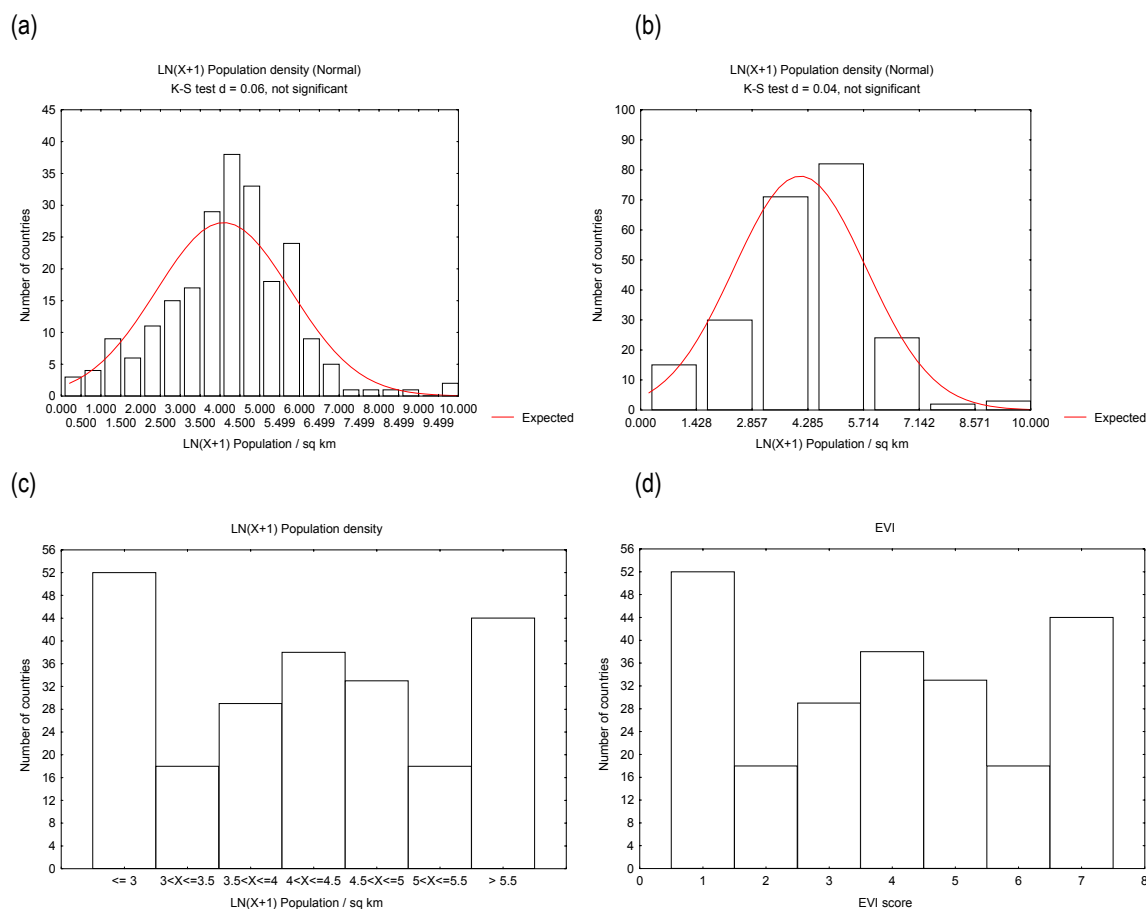 (a)
LN(X+1) Population density (Normal)
K-S test d = 0.06, not significant
45
40
35
30
25
20
15
10
5
0
Number of countries
0.000 1.000 2.000 3.000 4.000 5.000 6.000 7.000 8.000 9.000 10.000
0.500 1.500 2.500 3.500 4.500 5.499 6.499 7.499 8.499 9.499
LN(X+1) Population / sq km
Expected
(b)
LN(X+1) Population density (Normal)
K-S test d = 0.04, not significant
100
90
80
70
60
50
40
30
20
10
0
Number of countries
0.000 1.428 2.857 4.285 5.714 7.142 8.571 10.000
LN(X+1) Population / sq km
Expected
(c)
LN(X+1) Population density
56
52
48
44
40
36
32
28
24
20
16
12
8
4
0
Number of countries
<= 3 3<X<=3.5 3.5<X<=4 4<X<=4.5 4.5<X<=5 5<X<=5.5 > 5.5
LN(X+1) Population / sq km
(d)
EVI
56
52
48
44
40
36
32
28
24
20
16
12
8
4
0
Number of countries
0 1 2 3 4 5 6 7 8
EVI score